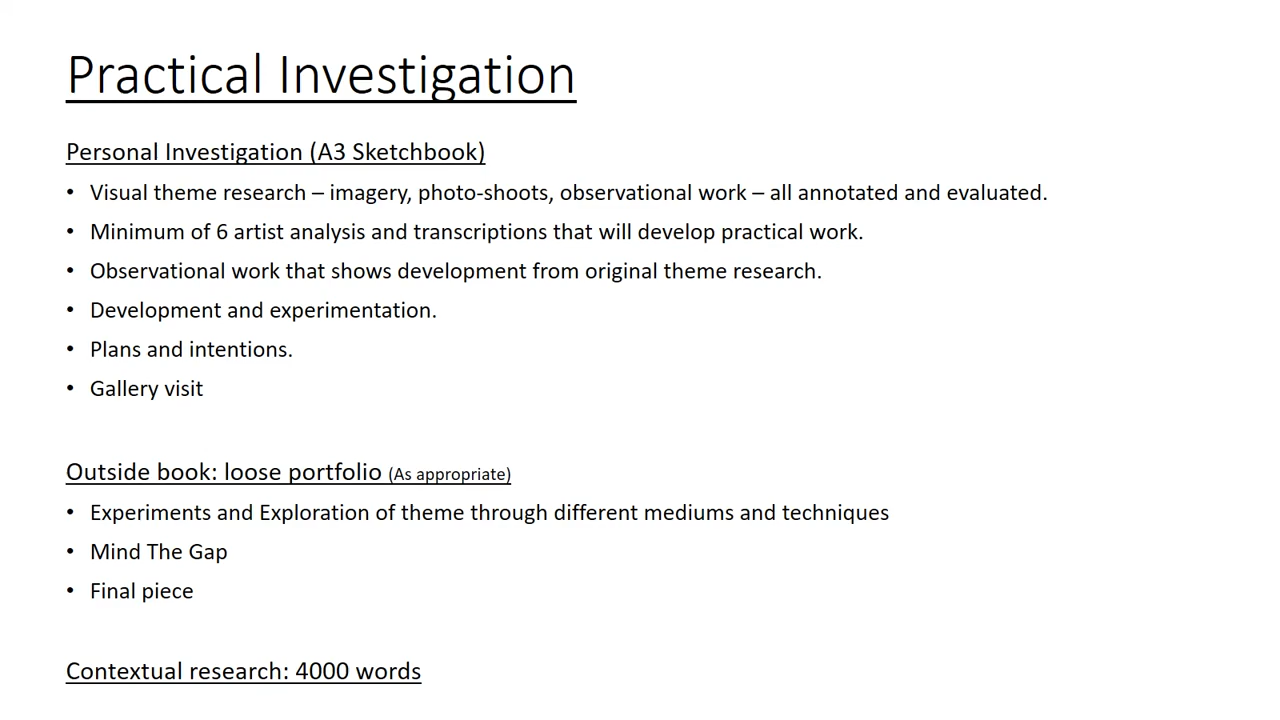 Practical Investigation
Personal Investigation (A3 Sketchbook)
• Visual theme research – imagery, photo-shoots, observational work – all annotated and evaluated.
• Minimum of 6 artist analysis and transcriptions that will develop practical work.
• Observational work that shows development from original theme research.
• Development and experimentation.
• Plans and intentions.
• Gallery visit
Outside book: loose portfolio (As appropriate)
• Experiments and Exploration of theme through different mediums and techniques
• Mind The Gap
• Final piece
Contextual research: 4000 words